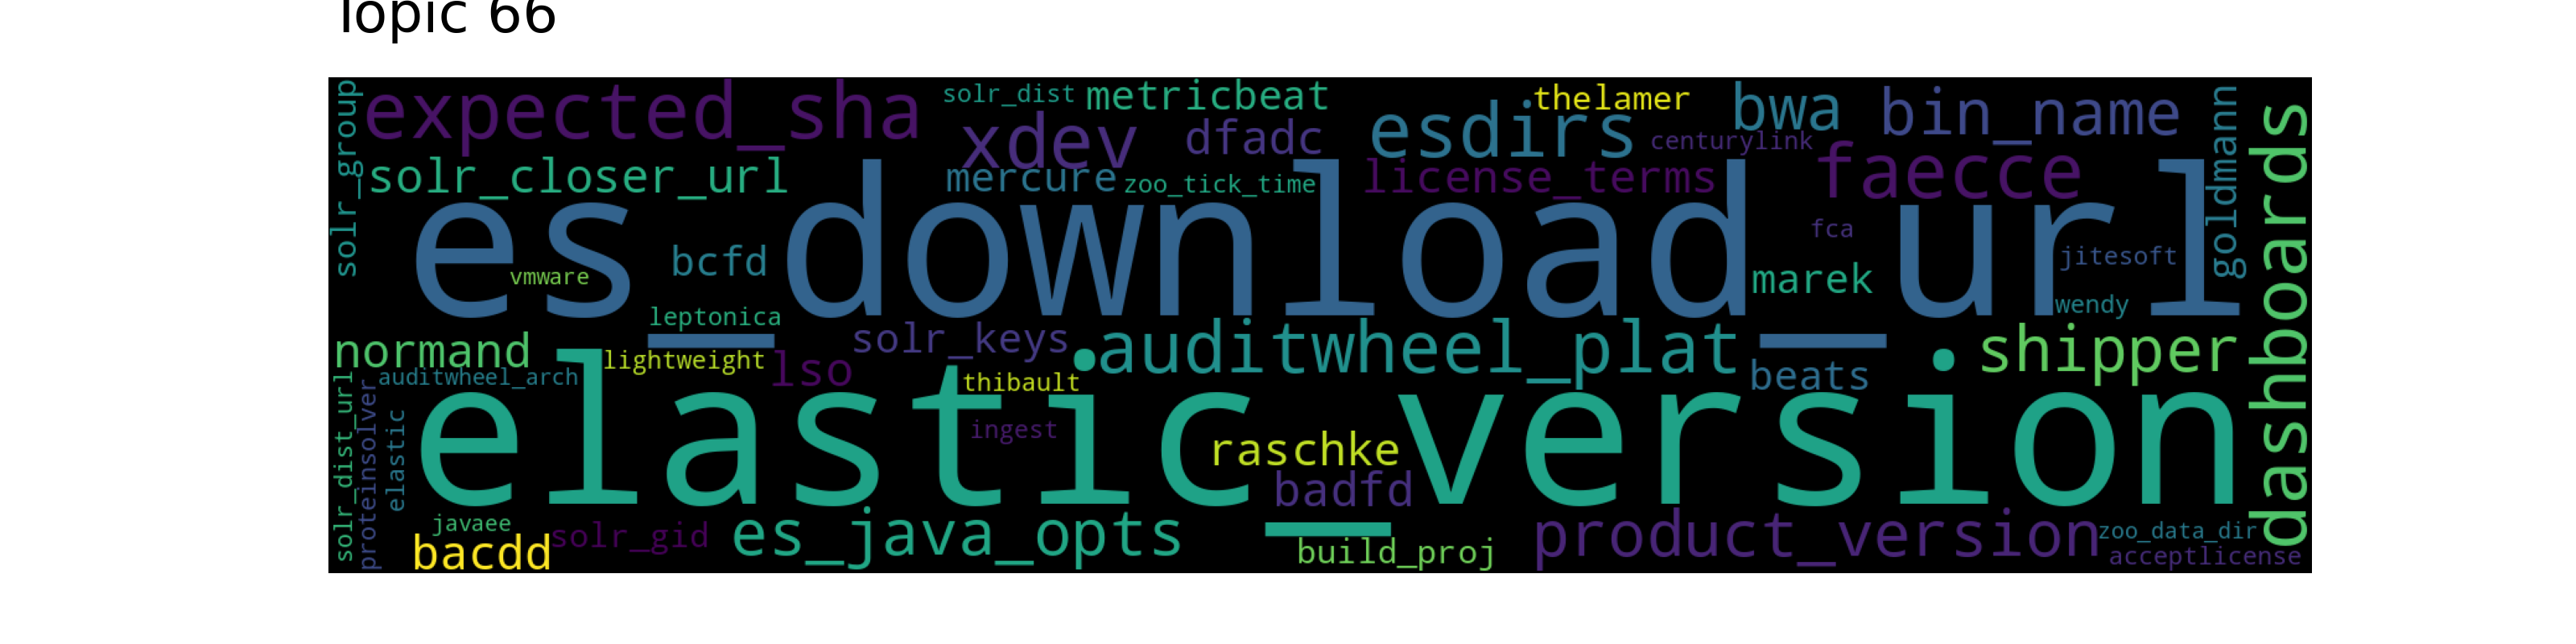 Topic 66
solr_group
expected_sha
solr_dist
metricbeat
thelamer
bwa
bin_name
goldmann
dashboards
xdev
dfadc
esdirs
centurylink
solr_closer_url
mercure
zoo_tick_time
license_terms
faecce
es_download_url
vmware
bcfd
fca
marek
jitesoft
wendy
leptonica
normand
solr_keys
auditwheel_plat
shipper
lightweight
lso
thibault
beats
auditwheel_arch
solr_dist_url
proteinsolver
elastic
elastic_version
ingest
raschke
badfd
javaee
bacdd
solr_gid
es_java_opts
build_proj
product_version
zoo_data_dir
acceptlicense